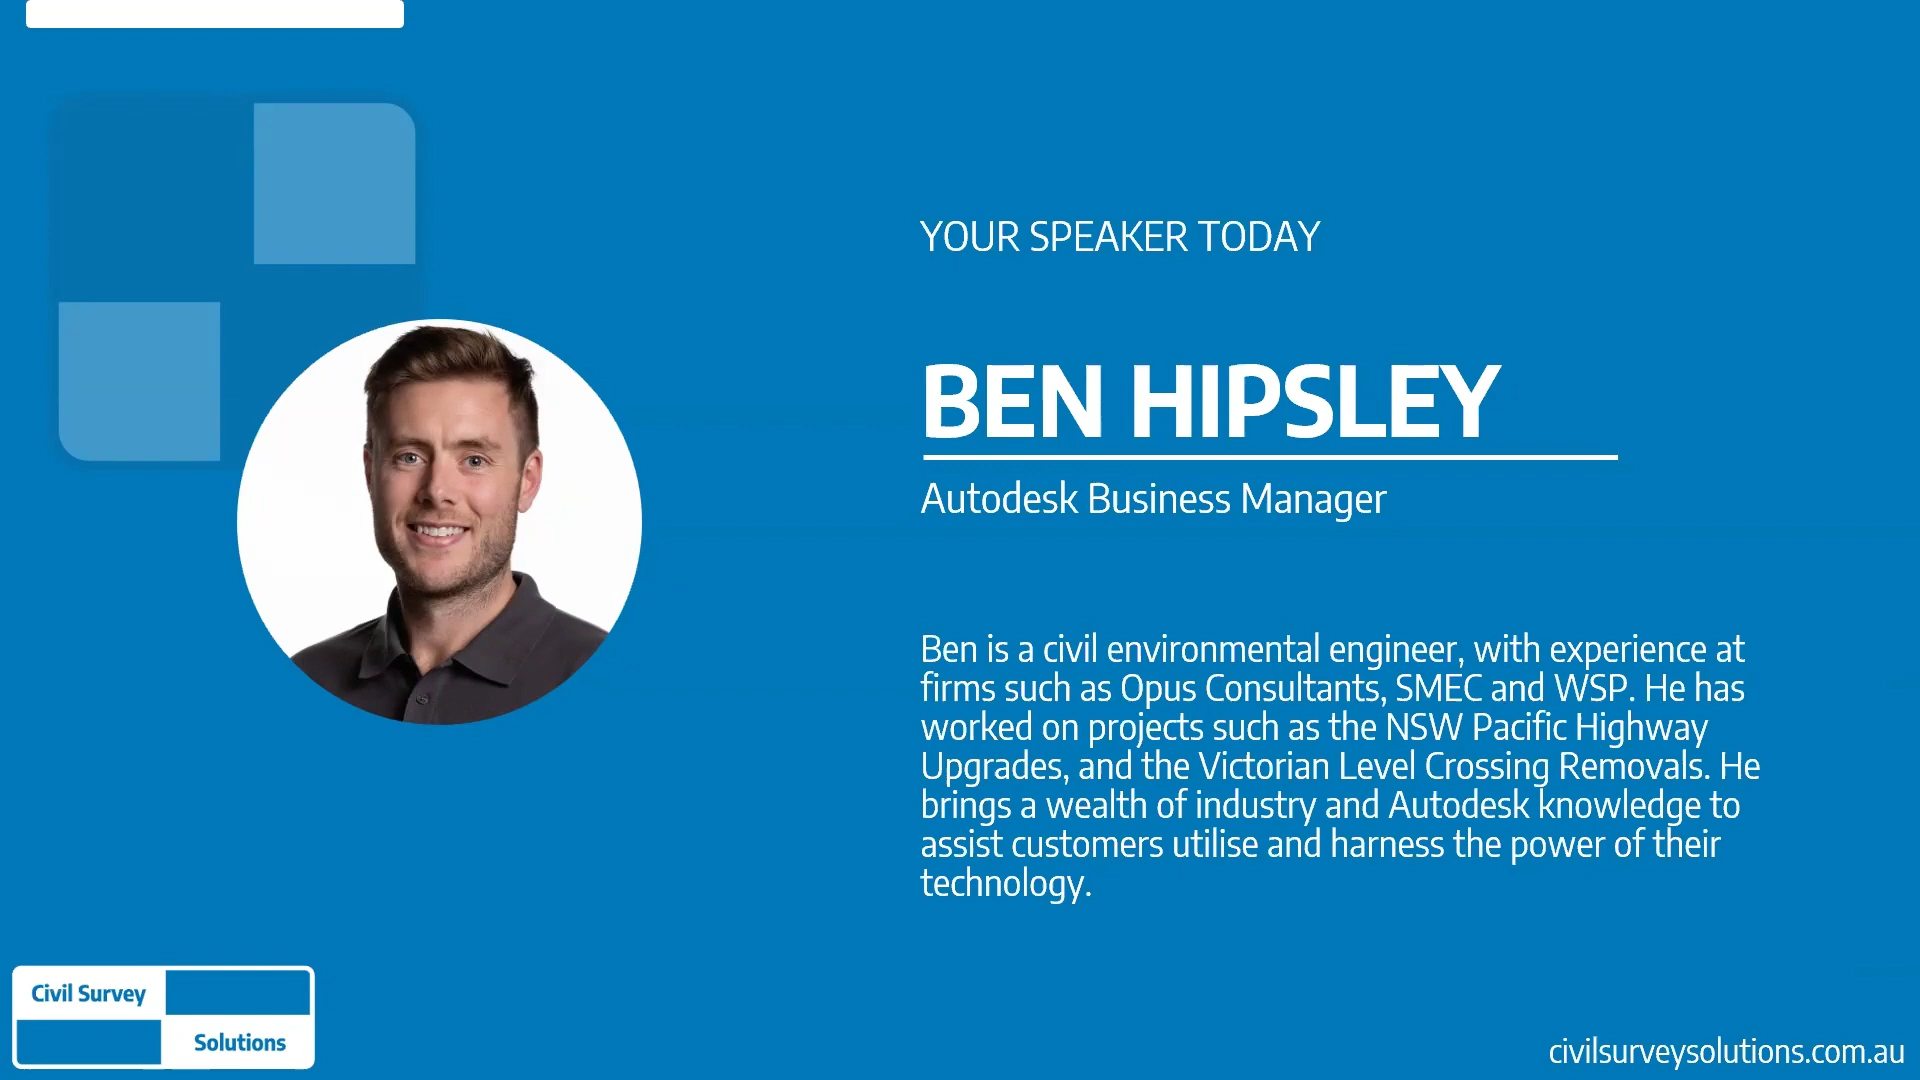 YOUR SPEAKER TODAY
BEN HIPSLEY
Autodesk Business Manager
Ben is a civil environmental engineer, with experience at
firms such as Opus Consultants, SMEC and WSP. He has
worked on projects such as the NSW Pacific Highway
Upgrades, and the Victorian Level Crossing Removals. He
brings a wealth of industry and Autodesk knowledge to
assist customers utilise and harness the power of their
technology.
Civil Survey
Solutions
civilsurveysolutions.com.au